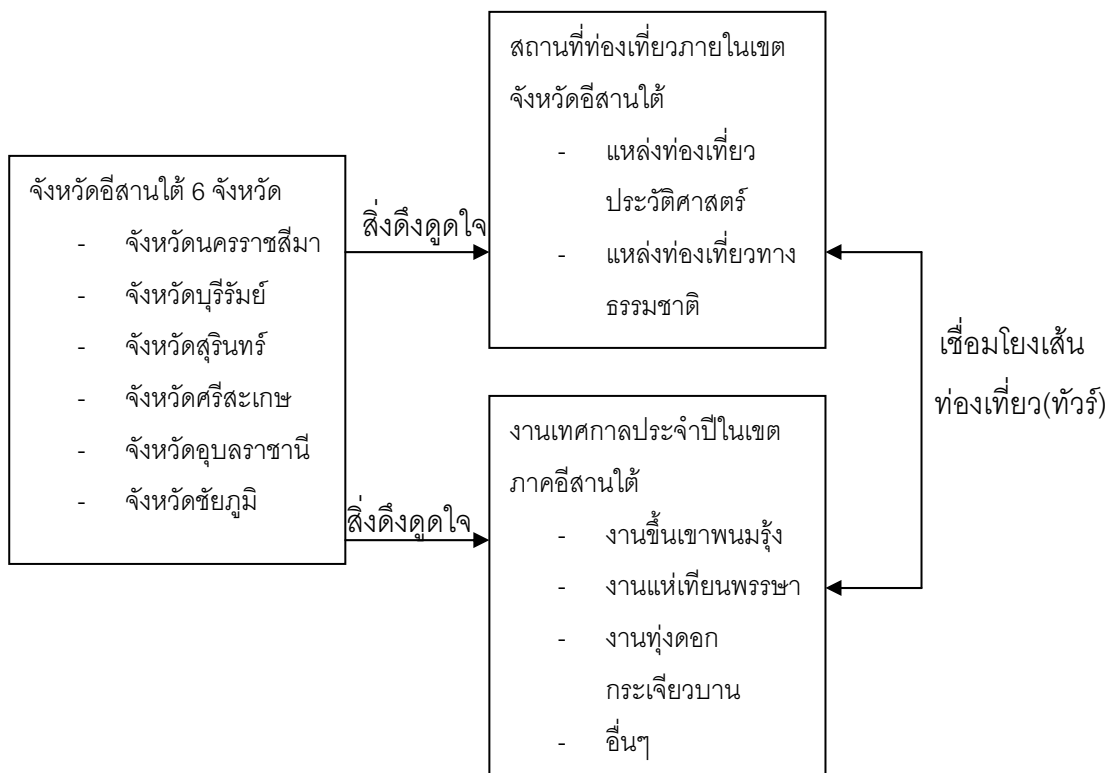 จังหวัดอีสานใต้ 6 จังหวัด
- จังหวัดนครราชสีมา
- จังหวัดบุรีรัมย์
- จังหวัดสุรินทร์
- จังหวัดศรีสะเกษ
- จังหวัดอุบลราชานี
- จังหวัดชัยภูมิ
สิ่งดึงดูดใจ
สิ่งดึงดูดใจ
สถานที่ท่องเที่ยวภายในเขต
จังหวัดอีสานใต้
- แหล่งท่องเที่ยว
ประวัติศาสตร์
- แหล่งท่องเที่ยวทาง
ธรรมชาติ
งานเทศกาลประจำปีในเขต
ภาคอีสานใต้
- งานขึ้นเขาพนมรุ้ง
- งานแห่เทียนพรรษา
- งานทุ่งดอก
กระเจียวบาน
- อื่นๆ
เชื่อมโยงเส้น
ท่องเที่ยว(ทัวร์)